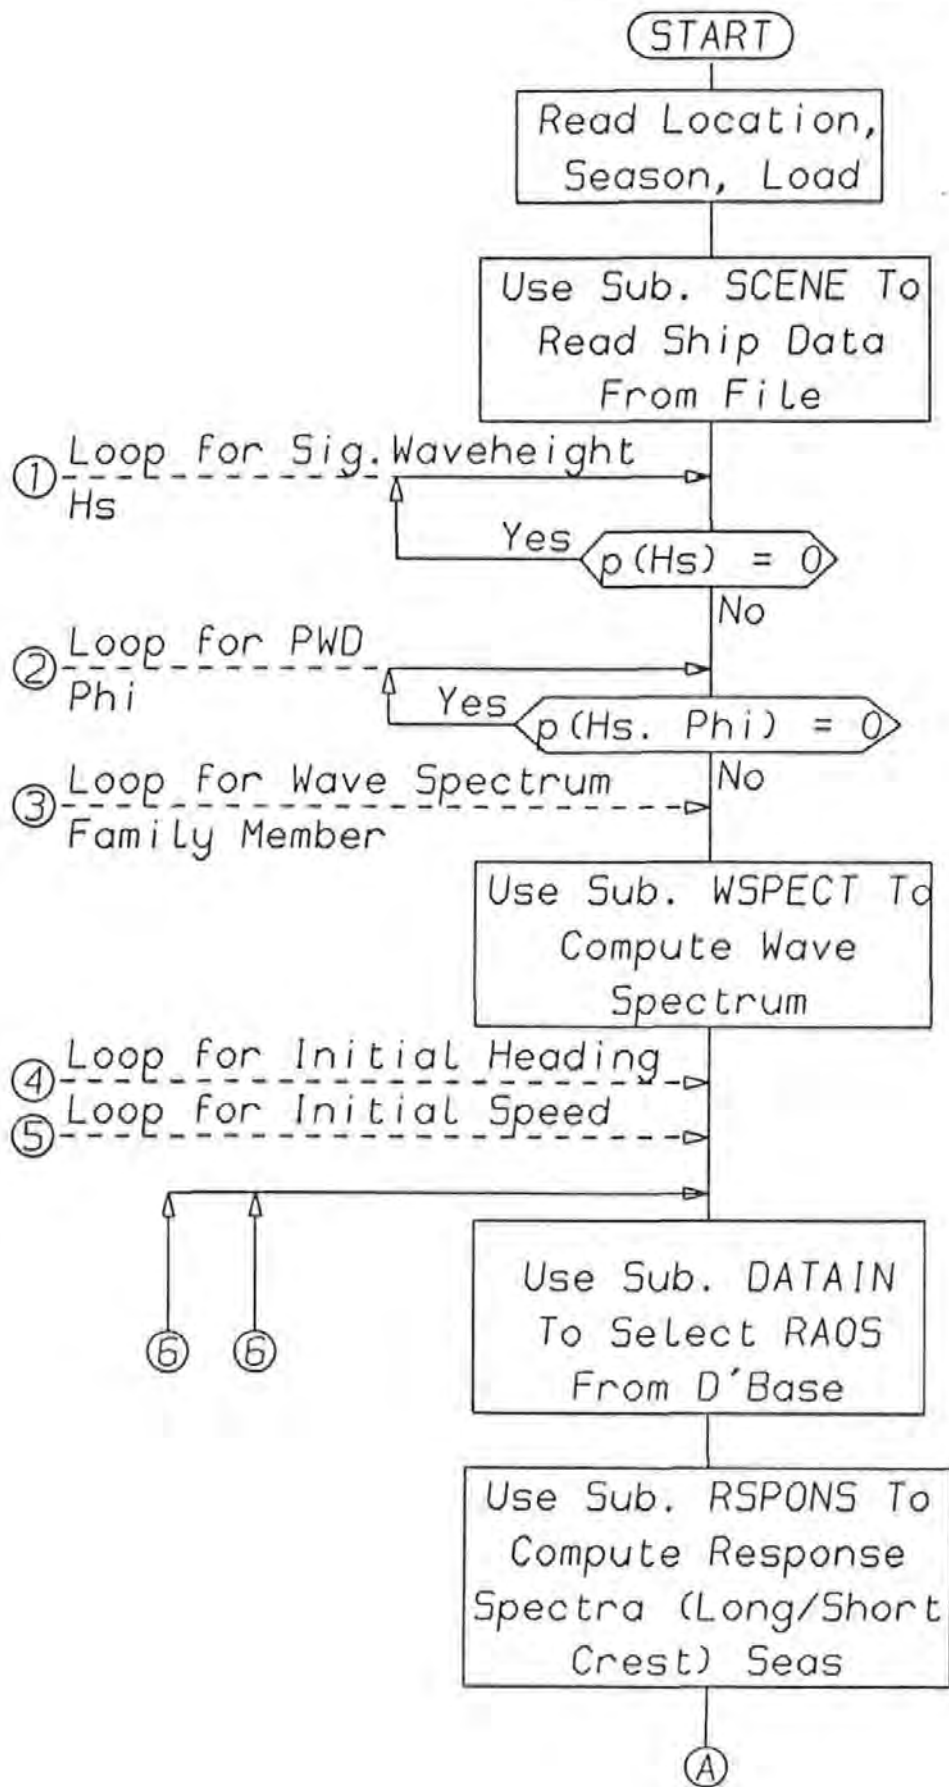 START
Read Location,
Season, Load
Use Sub. SCENE To
Read Ship Data
From File
Loop for Sig.Waveheight
1
Hs
Yes
p(Hs) = 0
No
Loop for PWD
2
Phi
Yes
p(Hs. Phi) = 0
No
Loop for Wave Spectrum
3
Family Member
Use Sub. WSPECT To
Compute Wave
Spectrum
Loop for Initial Heading
4
Loop for Initial Speed
5
Use Sub. DATAIN
To Select RAOS
From D'Base
6 6
Use Sub. RSPONS To
Compute Response
Spectra (Long/Short
Crest) Seas
A